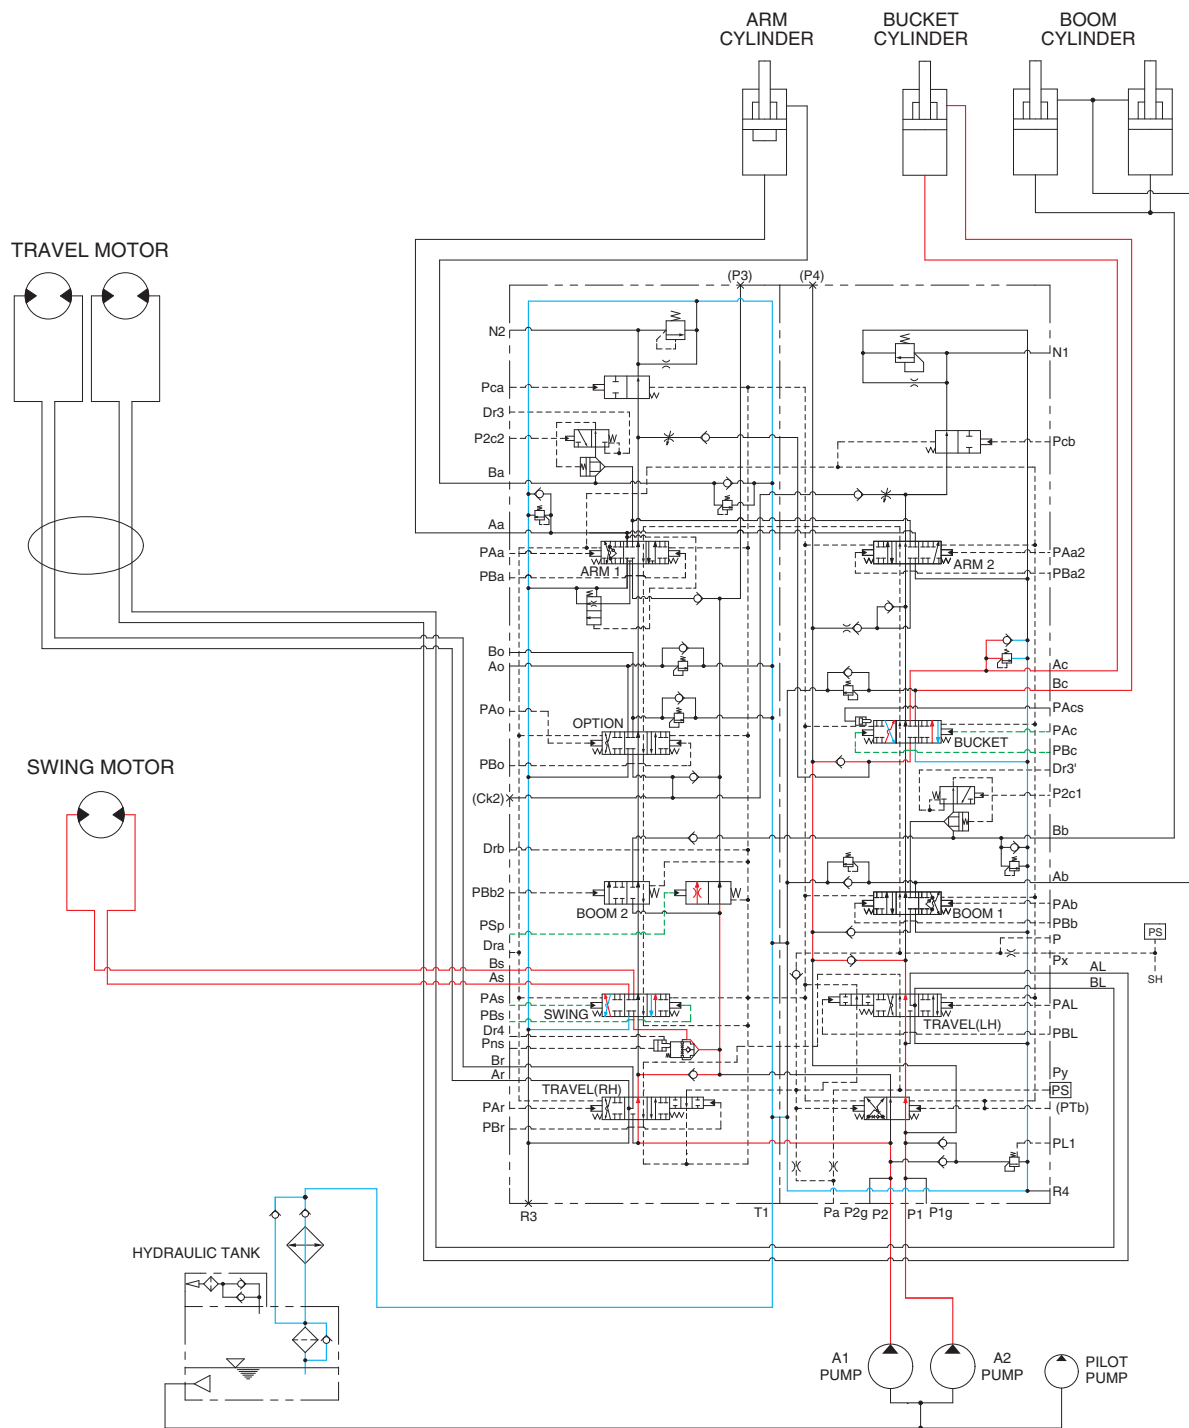 ARM
CYLINDER
BUCKET
CYLINDER
BOOM
CYLINDER
TRAVEL MOTOR
(P3)
(P4)
N2
N1
Pca
Dr3
P2c2
Pcb
Ba
Aa
PAa
ARM 1
ARM 2
PAa2
PBa
PBa2
Bo
Ao
Ac
Bc
PAo
OPTION
PAcs
PAc
BUCKET
PBc
PBo
Dr3'
SWING MOTOR
(Ck2)
P2c1
Bb
Drb
Ab
PBb2
BOOM 2
BOOM 1
PAb
PBb
PSp
P
PS
Dra
Px
Bs
AL
As
BL
SH
PAs
SWING
PAL
PBs
TRAVEL(LH)
PBL
Dr4
Pns
Br
Ar
Py
TRAVEL(RH)
PS
PAr
(PTb)
PBr
PL1
R4
R3
T1
Pa
P2g
P2
P1
P1g
HYDRAULIC TANK
A1
PUMP
A2
PUMP
PILOT
PUMP